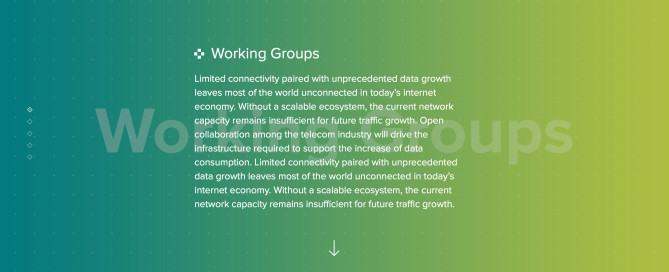 Working Groups
Working Groups
Limited connectivity paired with unprecedented data growth
leaves most of the world unconnected in today's internet
economy. Without a scalable ecosystem, the current network
capacity remains insufficient for future traffic growth. Open
collaboration among the telecom industry will drive the
infrastructure required to support the increase of data
consumption. Limited connectivity paired with unprecedented
data growth leaves most of the world unconnected in today's
internet economy. Without a scalable ecosystem, the current
network capacity remains insufficient for future traffic growth.